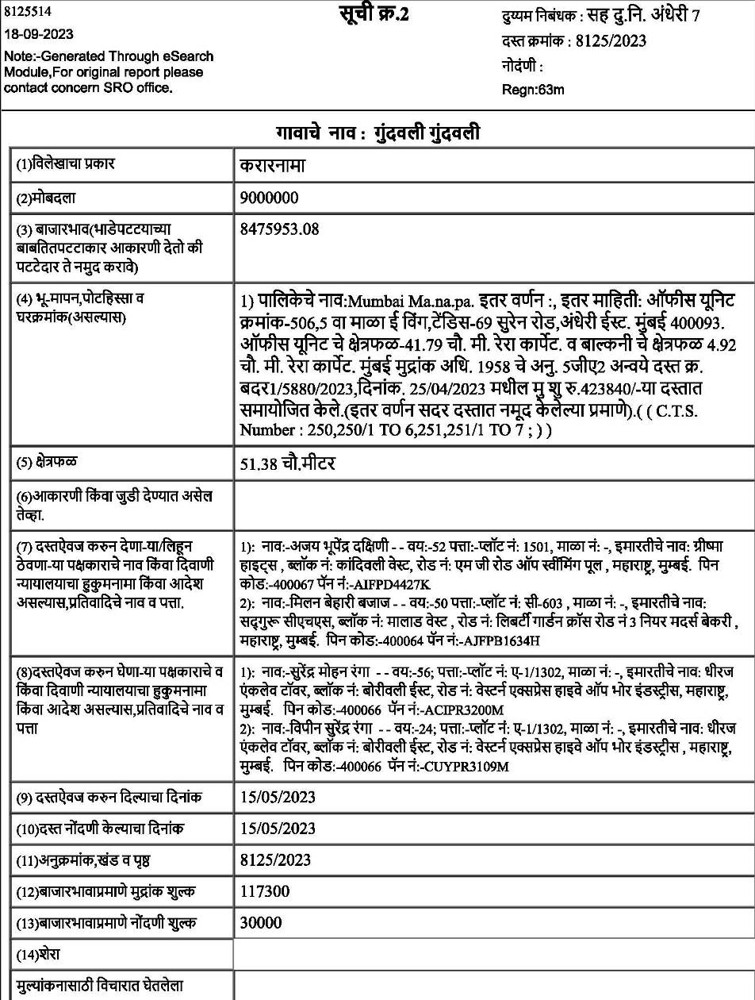 8125514
18-09-2023
Note:-Generated Through eSearch
Module,For original report please
contact concern SRO office.
सूची क्र.2
दुय्यम निबंधक : सह दु.नि. अंधेरी 7
दस्त क्रमांक : 8125/2023
नोदंणी :
Regn:63m
गावाचे नाव : गुंदवली गुंदवली
(1)विलेखाचा प्रकार
करारनामा
(2)मोबदला
9000000
(3) बाजारभाव(भाडेपटटयाच्या
बाबतितपटटाकार आकारणी देतो की
पटटेदार ते नमुद करावे)
8475953.08
(4) भू-मापन,पोटहिस्सा व
घरक्रमांक(असल्यास)
1) पालिकेचे नाव:Mumbai Ma.na.pa. इतर वर्णन :, इतर माहिती: ऑफीस यूनिट
क्रमांक-506,5 वा माळा ई विंग,टेंडिस-69 सुरेन रोड,अंधेरी ईस्ट. मुंबई 400093.
ऑफीस यूनिट चे क्षेत्रफळ-41.79 चौ. मी. रेरा कार्पेट. व बाल्कनी चे क्षेत्रफळ 4.92
चौ. मी. रेरा कार्पेट. मुंबई मुद्रांक अधि. 1958 चे अनु. 5जीए2 अन्वये दस्त क्र.
बदर1/5880/2023,दिनांक. 25/04/2023 मधील मु शु रु.423840/-या दस्तात
समायोजित केले.(इतर वर्णन सदर दस्तात नमूद केलेल्या प्रमाणे).( ( C.T.S.
Number : 250,250/1 TO 6,251,251/1 TO 7 ; ) )
(5) क्षेत्रफळ
51.38 चौ.मीटर
(6)आकारणी किंवा जुडी देण्यात असेल
तेव्हा.
(7) दस्तऐवज करुन देणा-या/लिहून
ठेवणा-या पक्षकाराचे नाव किंवा दिवाणी
न्यायालयाचा हुकुमनामा किंवा आदेश
असल्यास,प्रतिवादिचे नाव व पत्ता.
1): नाव:-अजय भूपेंद्र दक्षिणी - - वय:-52 पत्ता:-प्लॉट नं: 1501, माळा नं: -, इमारतीचे नाव: ग्रीष्मा
हाइट्स , ब्लॉक नं: कांदिवली वेस्ट, रोड नं: एम जी रोड ऑप स्वींमिंग पूल , महाराष्ट्र, मुम्बई. पिन
कोड:-400067 पॅन नं:-AIFPD4427K
2): नाव:-मिलन बेहारी बजाज - - वय:-50 पत्ता:-प्लॉट नं: सी-603 , माळा नं: -, इमारतीचे नाव:
सद्गुरू सीएचएस, ब्लॉक नं: मालाड वेस्ट , रोड नं: लिबर्टी गार्डन क्रॉस रोड नं 3 नियर मदर्स बेकरी ,
महाराष्ट्र, मुम्बई. पिन कोड:-400064 पॅन नं:-AJFPB1634H
(8)दस्तऐवज करुन घेणा-या पक्षकाराचे व
किंवा दिवाणी न्यायालयाचा हुकुमनामा
किंवा आदेश असल्यास,प्रतिवादिचे नाव व
पत्ता
1): नाव:-सुरेंद्र मोहन रंगा - - वय:-56; पत्ता:-प्लॉट नं: ए-1/1302, माळा नं: -, इमारतीचे नाव: धीरज
एंकलेव टॉवर, ब्लॉक नं: बोरीवली ईस्ट, रोड नं: वेस्टर्न एक्सप्रेस हाइवे ऑप भोर इंडस्ट्रीस, महाराष्ट्र,
मुम्बई. पिन कोड:-400066 पॅन नं:-ACIPR3200M
2): नाव:-विपीन सुरेंद्र रंगा - - वय:-24; पत्ता:-प्लॉट नं: ए-1/1302, माळा नं: -, इमारतीचे नाव: धीरज
एंकलेव टॉवर, ब्लॉक नं: बोरीवली ईस्ट, रोड नं: वेस्टर्न एक्सप्रेस हाइवे ऑप भोर इंडस्ट्रीस , महाराष्ट्र,
मुम्बई. पिन कोड:-400066 पॅन नं:-CUYPR3109M
(9) दस्तऐवज करुन दिल्याचा दिनांक
15/05/2023
(10)दस्त नोंदणी केल्याचा दिनांक
15/05/2023
(11)अनुक्रमांक,खंड व पृष्ठ
8125/2023
(12)बाजारभावाप्रमाणे मुद्रांक शुल्क
117300
(13)बाजारभावाप्रमाणे नोंदणी शुल्क
30000
(14)शेरा
मुल्यांकनासाठी विचारात घेतलेला